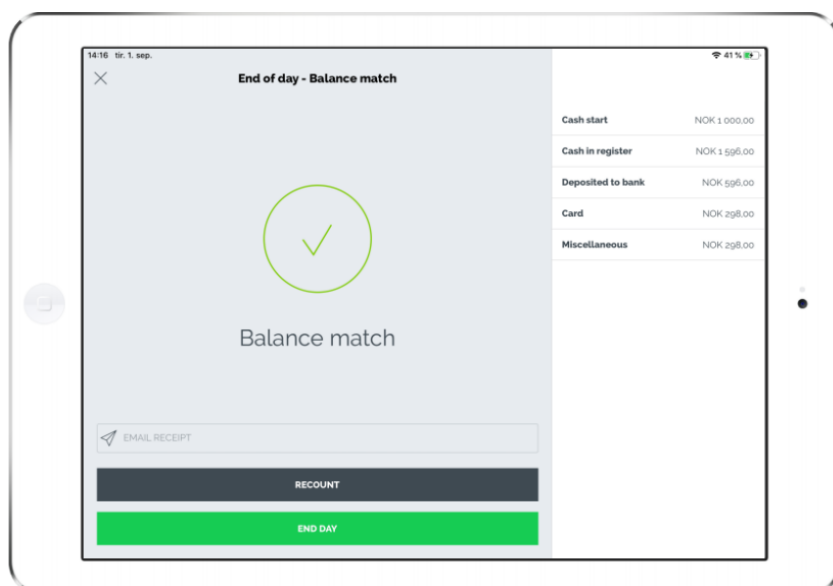 14:16 tir. 1. sep.
41 %
End of day - Balance match
Balance match
EMAIL RECEIPT
RECOUNT
END DAY
Cash start NOK 1 000,00
Cash in register NOK 1 596,00
Deposited to bank NOK 596,00
Card NOK 298,00
Miscellaneous NOK 298,00